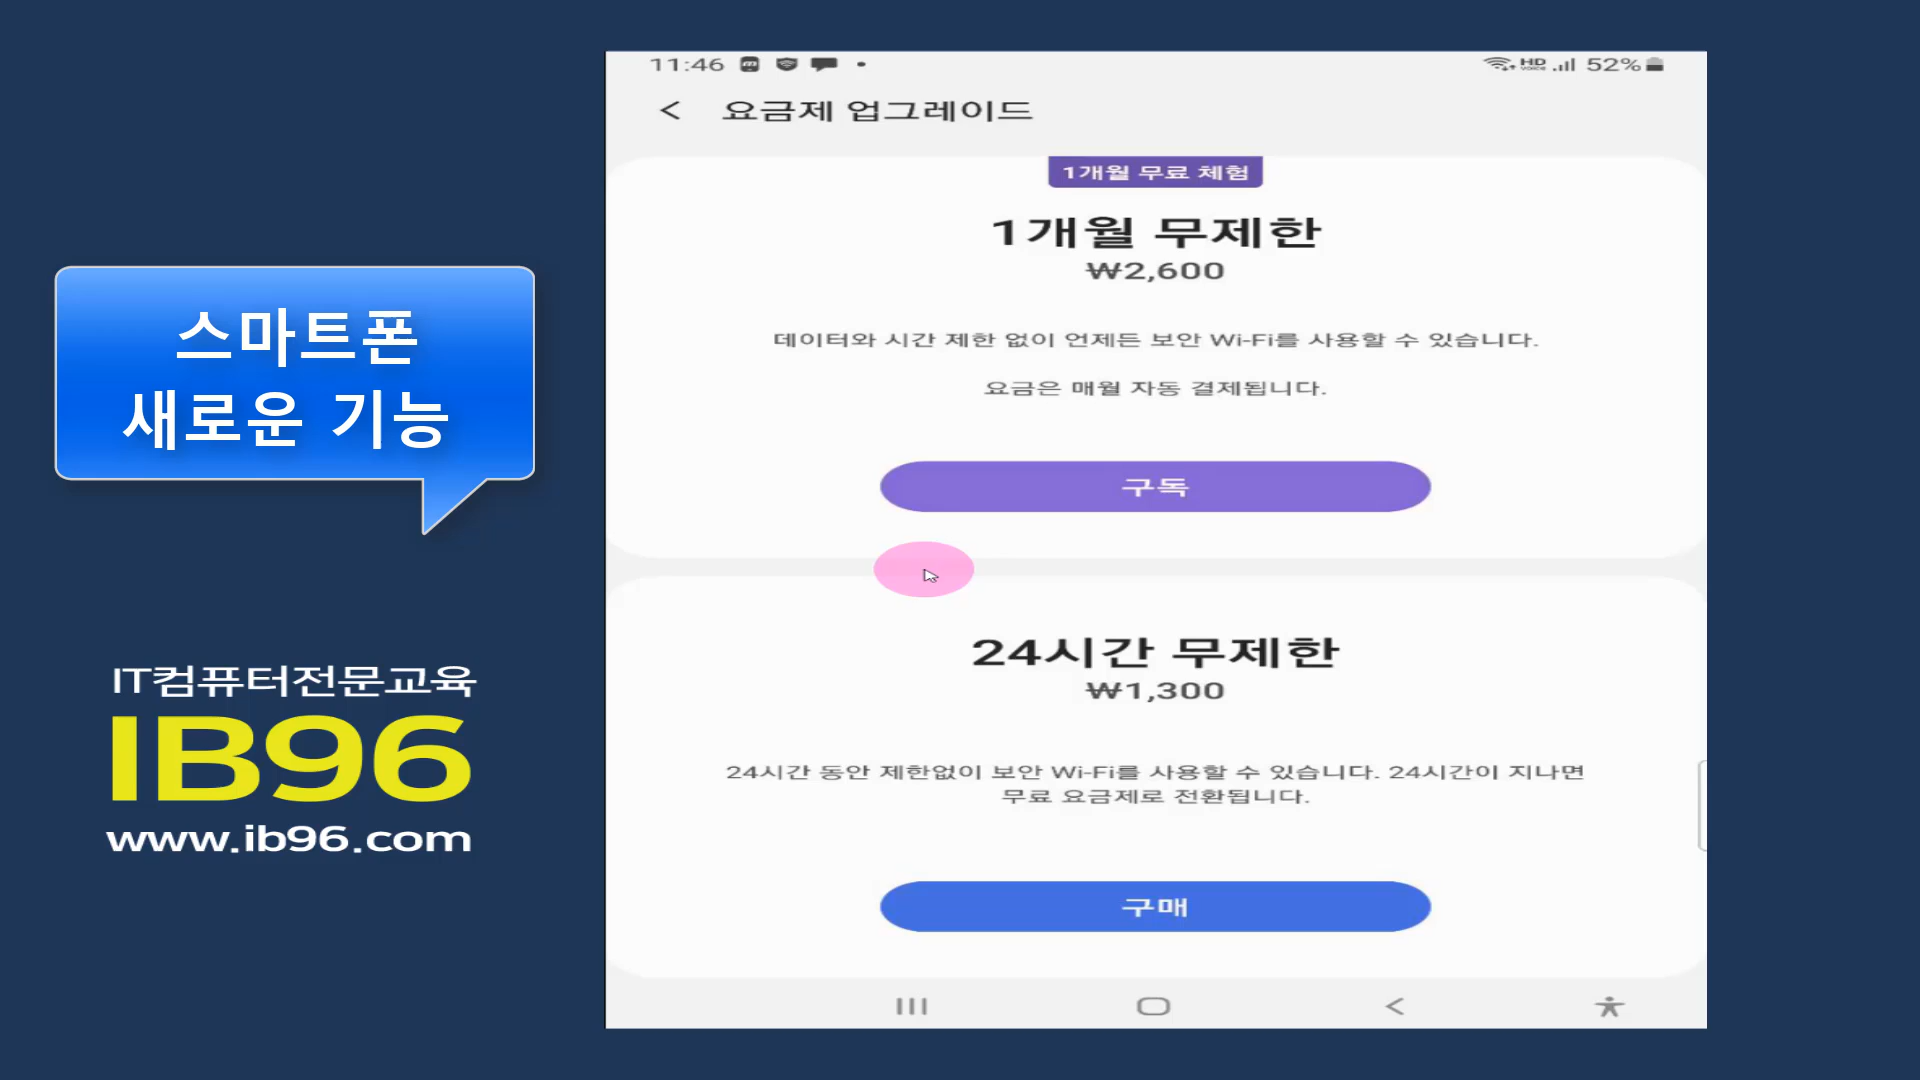 스마트폰
새로운 기능
IT컴퓨터전문교육
IB96
www.ib96.com
11:46
HD
VOICE
52%
요금제 업그레이드
1개월 무료 체험
1개월 무제한
₩2,600
데이터와 시간 제한 없이 언제든 보안 Wi-Fi를 사용할 수 있습니다.
요금은 매월 자동 결제됩니다.
구독
24시간 무제한
₩1,300
24시간 동안 제한없이 보안 Wi-Fi를 사용할 수 있습니다. 24시간이 지나면
무료 요금제로 전환됩니다.
구매